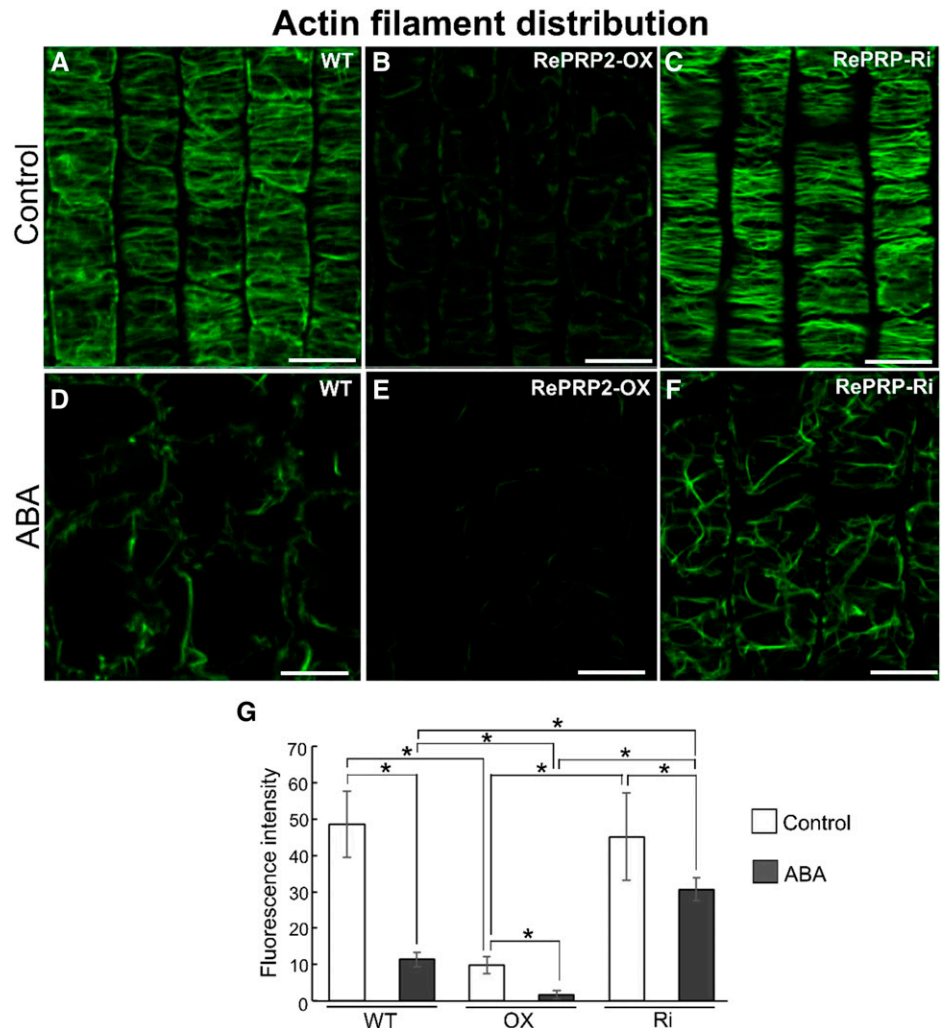 Actin filament distribution
A WT B RePRP2-OX C RePRP-Ri
Control
D WT E RePRP2-OX F RePRP-Ri
ABA
G
Fluorescence intensity
70
60
50
40
30
20
10
0
* * * * * * * * *
WT OX Ri
Control
ABA